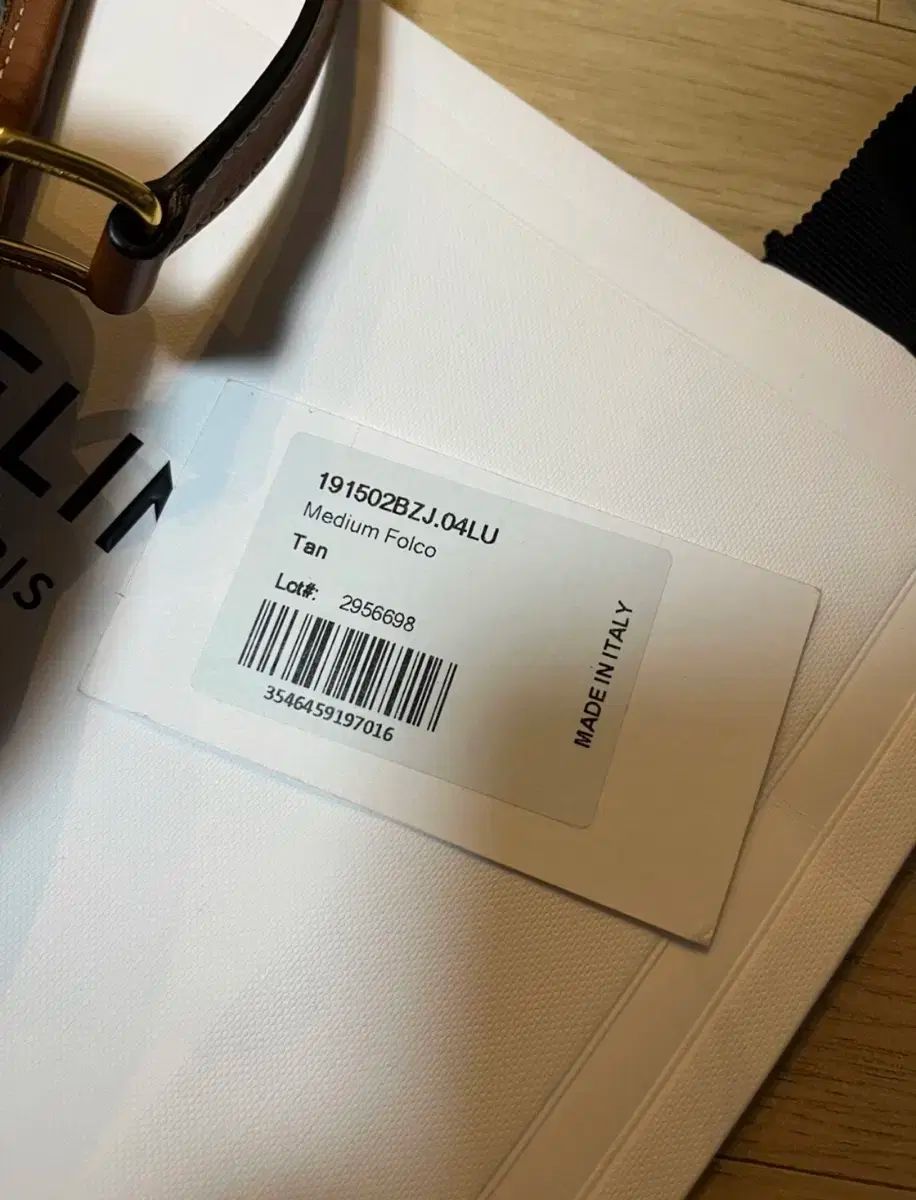 191502BZJ.04LU
Medium Folco
Tan
Lot#: 2956698
3546459197016
MADE IN ITALY